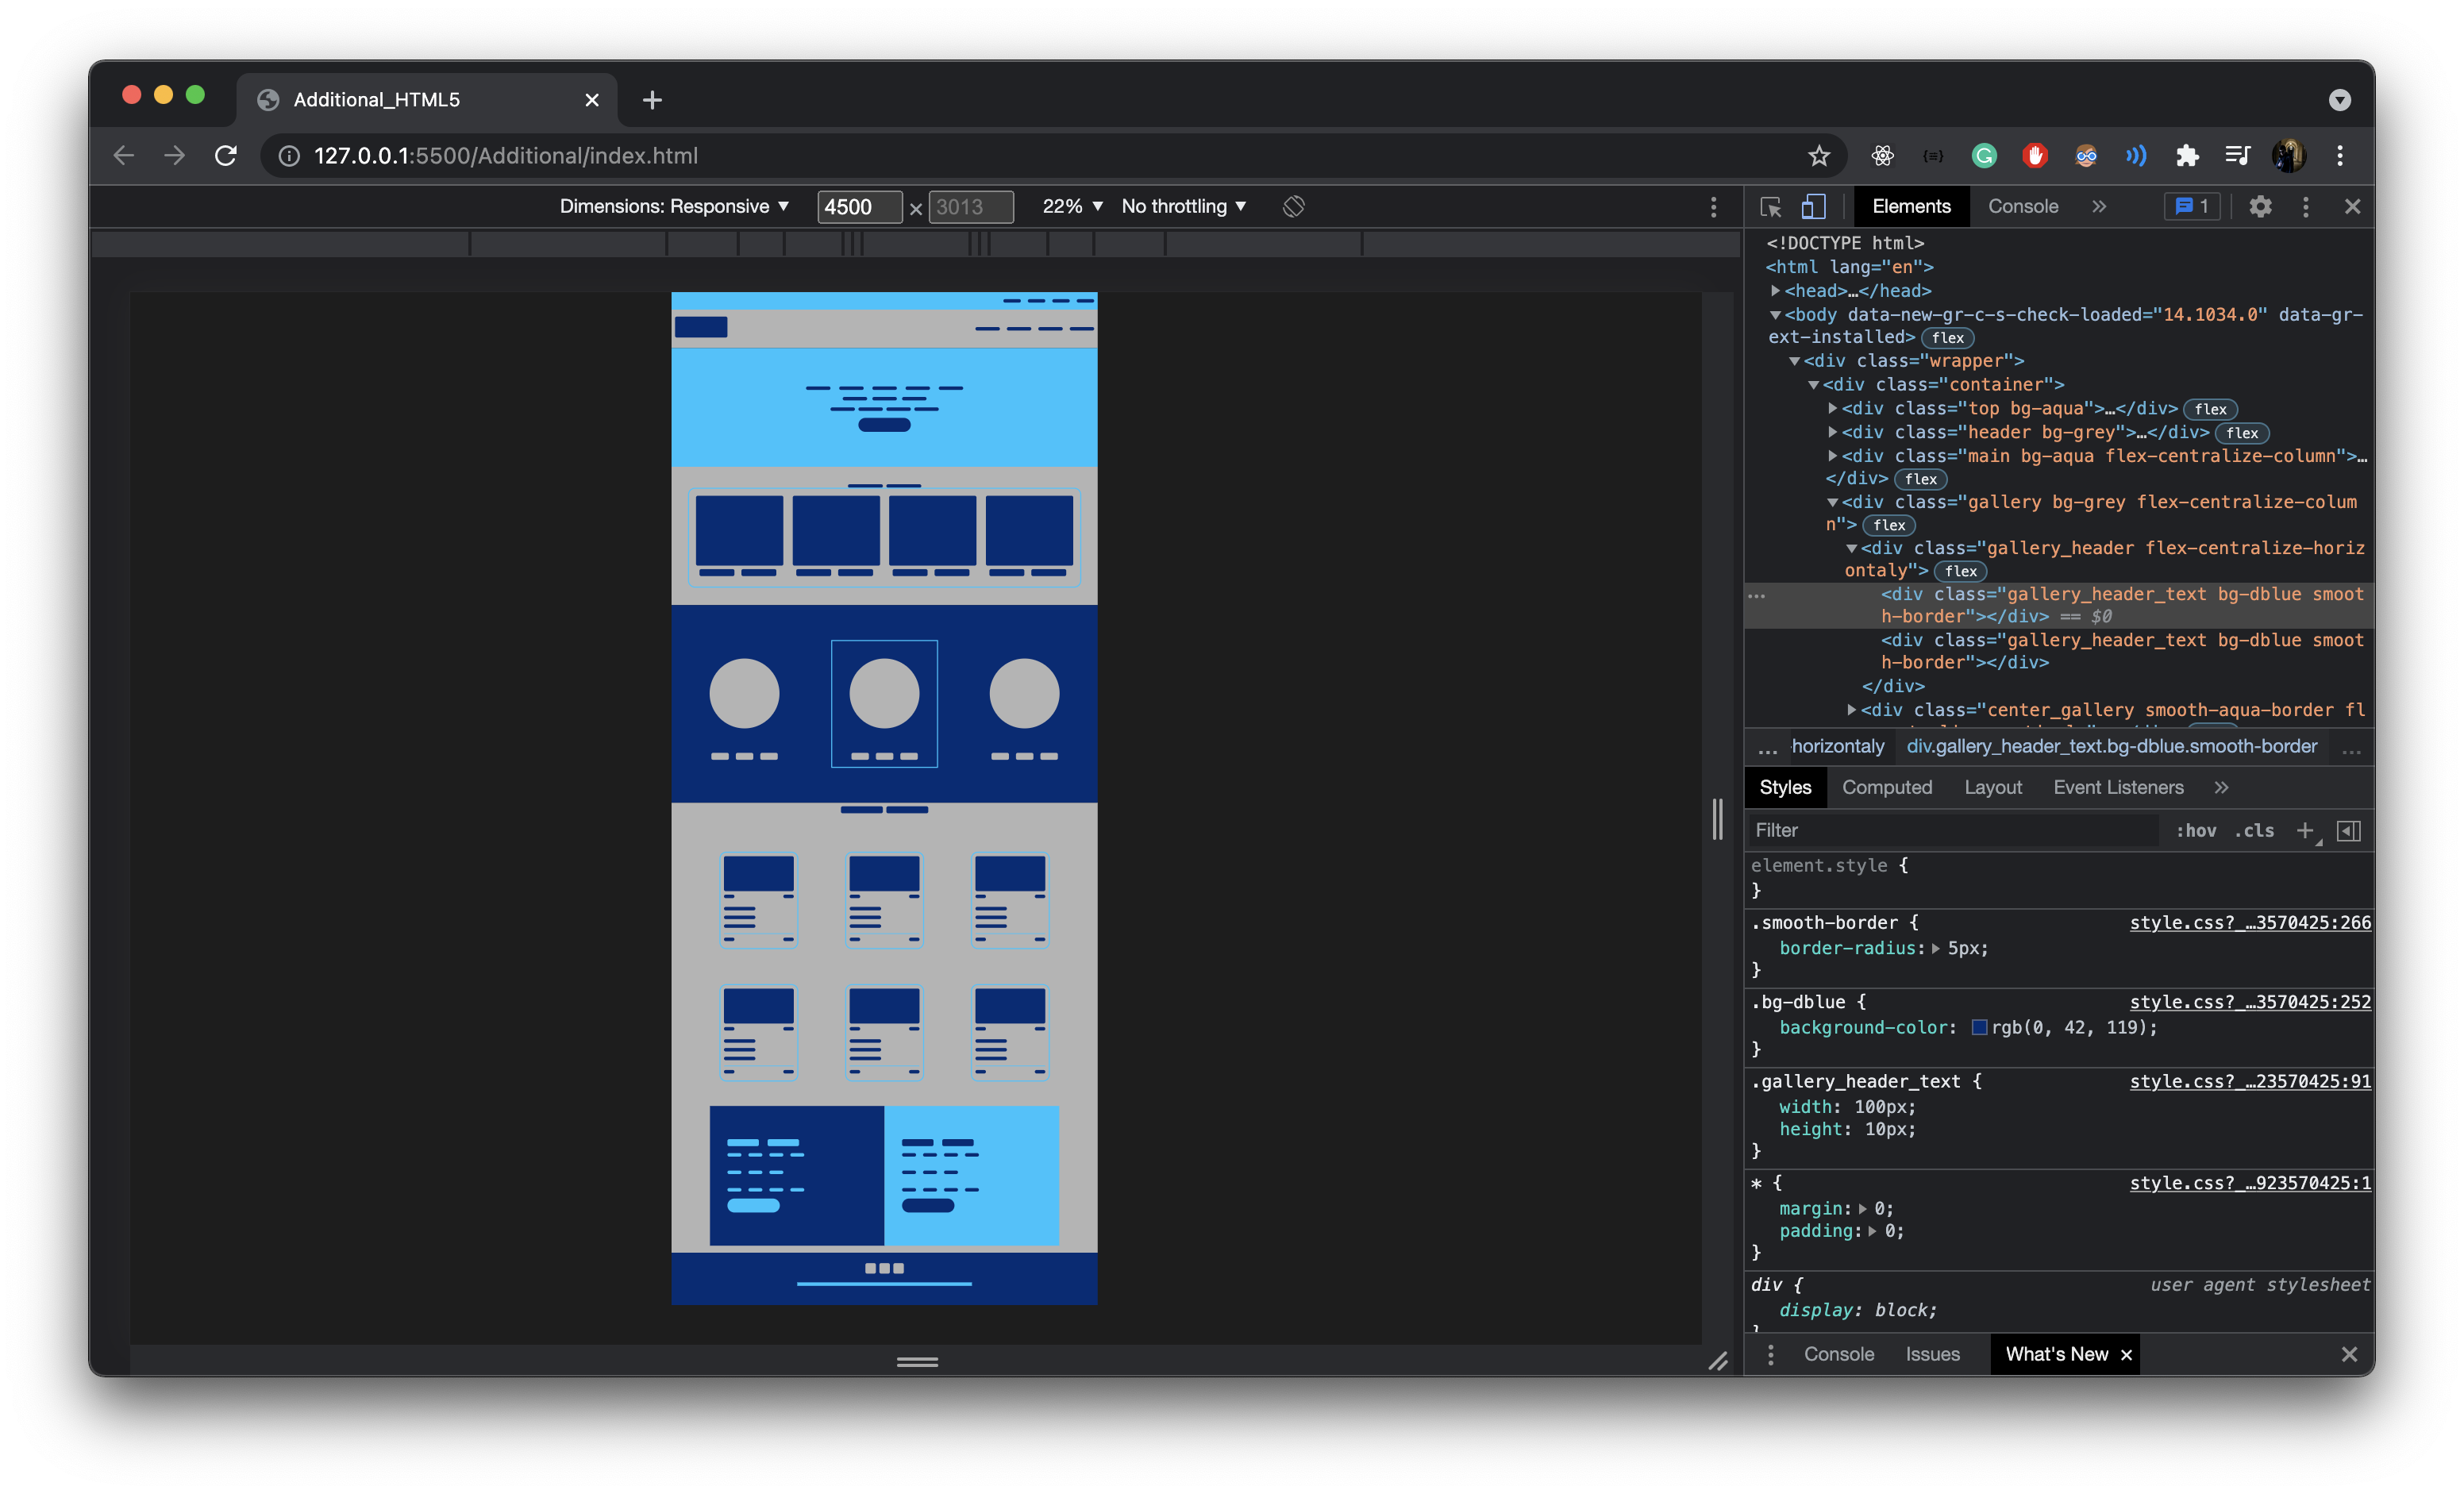 Additional_HTML5
127.0.0.1:5500/Additional/index.html
Dimensions: Responsive ▼ 4500 × 3013 22% ▼ No throttling ▼
Elements Console » 1
<!DOCTYPE html>
<html lang="en">
▶<head>…</head>
▼<body data-new-gr-c-s-check-loaded="14.1034.0" data-gr-
ext-installed> flex
▼<div class="wrapper">
▼<div class="container">
▶<div class="top bg-aqua">…</div> flex
▶<div class="header bg-grey">…</div> flex
▶<div class="main bg-aqua flex-centralize-column">…
</div> flex
▼<div class="gallery bg-grey flex-centralize-colum
n"> flex
▼<div class="gallery_header flex-centralize-horiz
ontaly"> flex
… <div class="gallery_header_text bg-dblue smoot
h-border"></div> == $0
<div class="gallery_header_text bg-dblue smoot
h-border"></div>
</div>
▶<div class="center_gallery smooth-aqua-border fl
… horizontaly div.gallery_header_text.bg-dblue.smooth-border …
Styles Computed Layout Event Listeners »
Filter :hov .cls +
element.style {
}
.smooth-border { style.css?_…3570425:266
border-radius: ▶ 5px;
}
.bg-dblue { style.css?_…3570425:252
background-color: rgb(0, 42, 119);
}
.gallery_header_text { style.css?_…23570425:91
width: 100px;
height: 10px;
}
* { style.css?_…923570425:1
margin: ▶ 0;
padding: ▶ 0;
}
div { user agent stylesheet
display: block;
}
Console Issues What's New ×